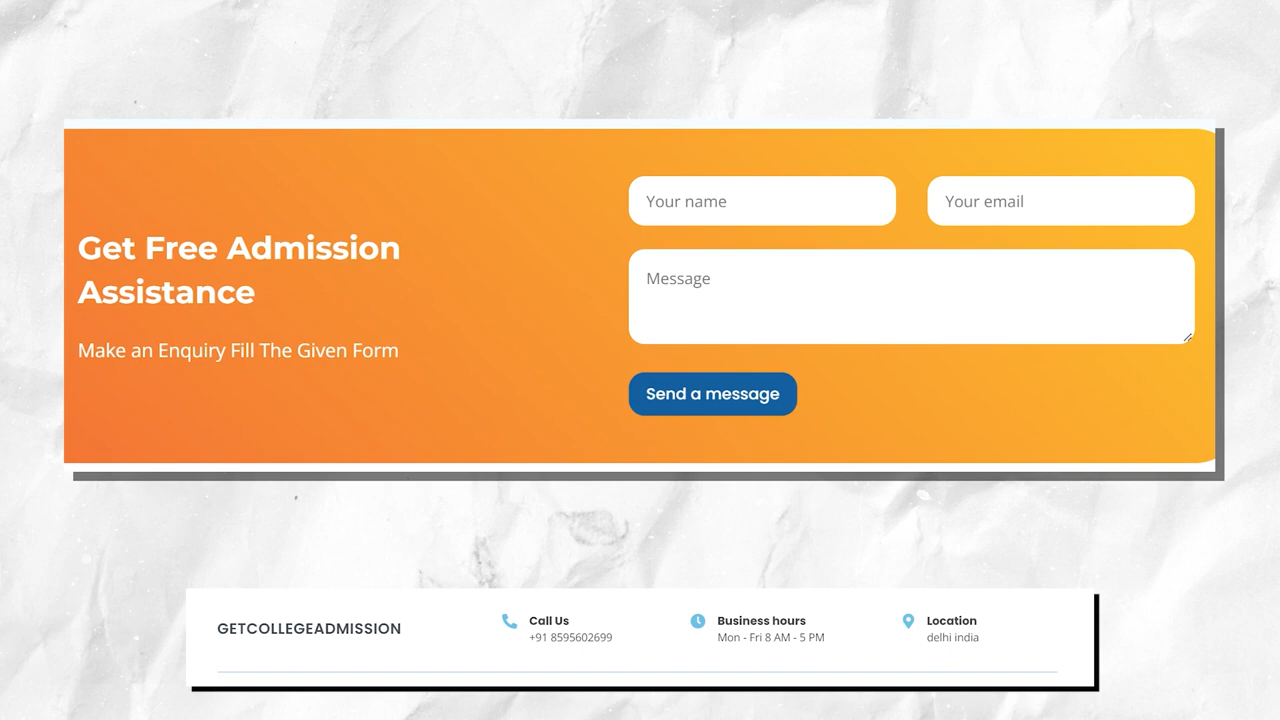 Get Free Admission
Assistance
Make an Enquiry Fill The Given Form
Your name
Your email
Message
Send a message
GETCOLLEGEADMISSION
Call Us
+91 8595602699
Business hours
Mon - Fri 8 AM - 5 PM
Location
delhi india